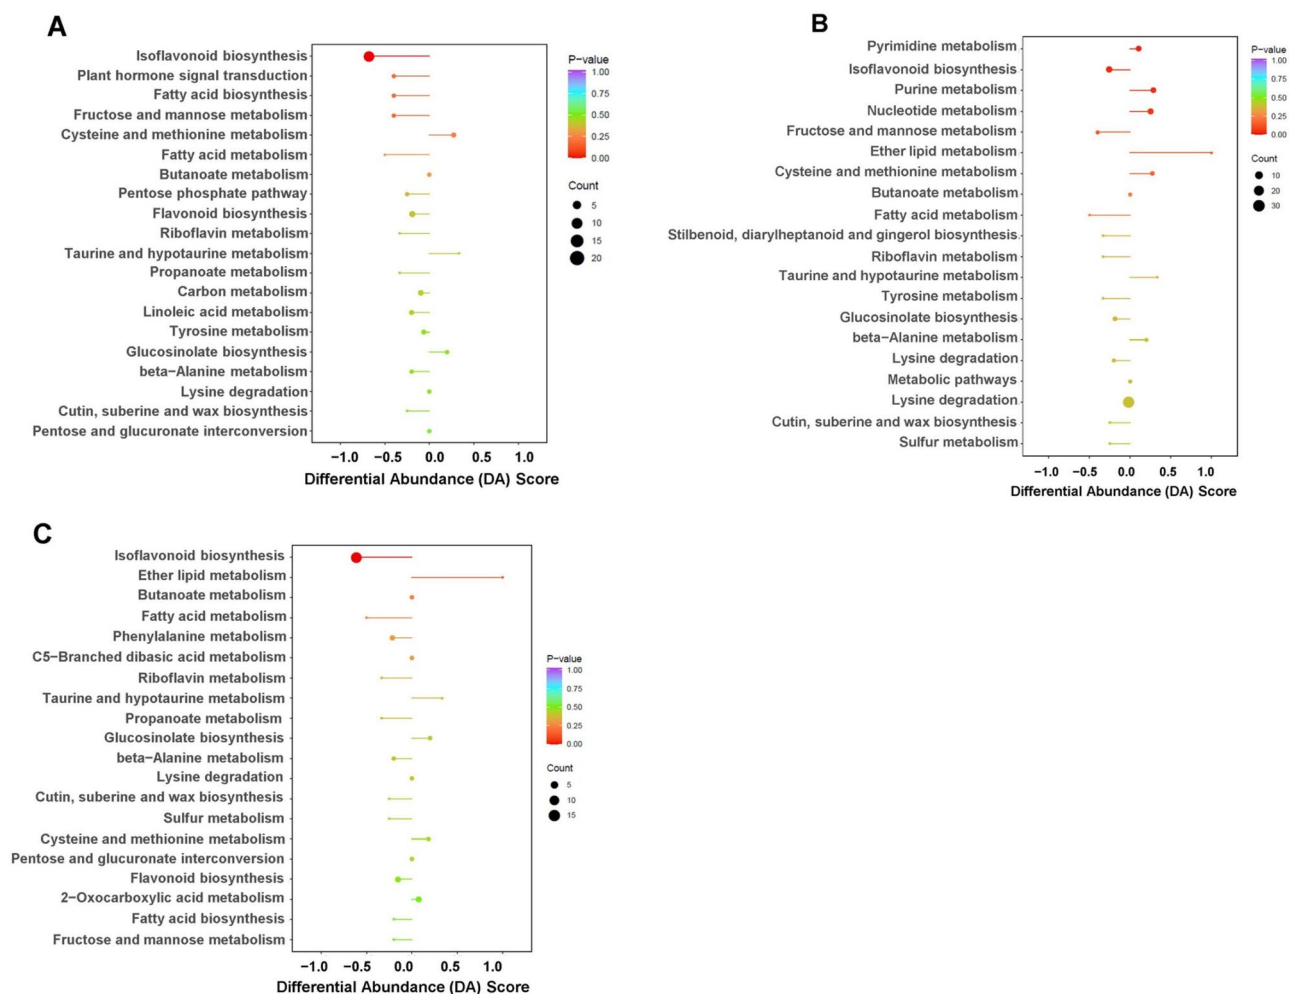 A
Isoflavonoid biosynthesis
Plant hormone signal transduction
Fatty acid biosynthesis
Fructose and mannose metabolism
Cysteine and methionine metabolism
Fatty acid metabolism
Butanoate metabolism
Pentose phosphate pathway
Flavonoid biosynthesis
Riboflavin metabolism
Taurine and hypotaurine metabolism
Propanoate metabolism
Carbon metabolism
Linoleic acid metabolism
Tyrosine metabolism
Glucosinolate biosynthesis
beta−Alanine metabolism
Lysine degradation
Cutin, suberine and wax biosynthesis
Pentose and glucuronate interconversion
−1.0 −0.5 0.0 0.5 1.0
Differential Abundance (DA) Score
P-value
1.00
0.75
0.50
0.25
0.00
Count
5
10
15
20
B
Pyrimidine metabolism
Isoflavonoid biosynthesis
Purine metabolism
Nucleotide metabolism
Fructose and mannose metabolism
Ether lipid metabolism
Cysteine and methionine metabolism
Butanoate metabolism
Fatty acid metabolism
Stilbenoid, diarylheptanoid and gingerol biosynthesis
Riboflavin metabolism
Taurine and hypotaurine metabolism
Tyrosine metabolism
Glucosinolate biosynthesis
beta−Alanine metabolism
Lysine degradation
Metabolic pathways
Lysine degradation
Cutin, suberine and wax biosynthesis
Sulfur metabolism
−1.0 −0.5 0.0 0.5 1.0
Differential Abundance (DA) Score
P-value
1.00
0.75
0.50
0.25
0.00
Count
10
20
30
C
Isoflavonoid biosynthesis
Ether lipid metabolism
Butanoate metabolism
Fatty acid metabolism
Phenylalanine metabolism
C5−Branched dibasic acid metabolism
Riboflavin metabolism
Taurine and hypotaurine metabolism
Propanoate metabolism
Glucosinolate biosynthesis
beta−Alanine metabolism
Lysine degradation
Cutin, suberine and wax biosynthesis
Sulfur metabolism
Cysteine and methionine metabolism
Pentose and glucuronate interconversion
Flavonoid biosynthesis
2−Oxocarboxylic acid metabolism
Fatty acid biosynthesis
Fructose and mannose metabolism
−1.0 −0.5 0.0 0.5 1.0
Differential Abundance (DA) Score
P-value
1.00
0.75
0.50
0.25
0.00
Count
5
10
15